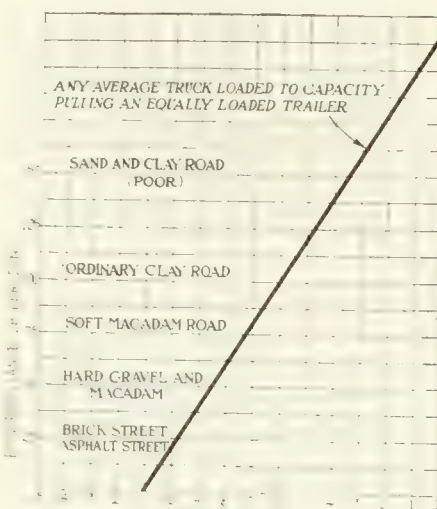 ANY AVERAGE TRUCK LOADED TO CAPACITY
PULLING AN EQUALLY LOADED TRAILER
SAND AND CLAY ROAD
(POOR)
ORDINARY CLAY ROAD
SOFT MACADAM ROAD
HARD GRAVEL AND
MACADAM
BRICK STREET
ASPHALT STREET